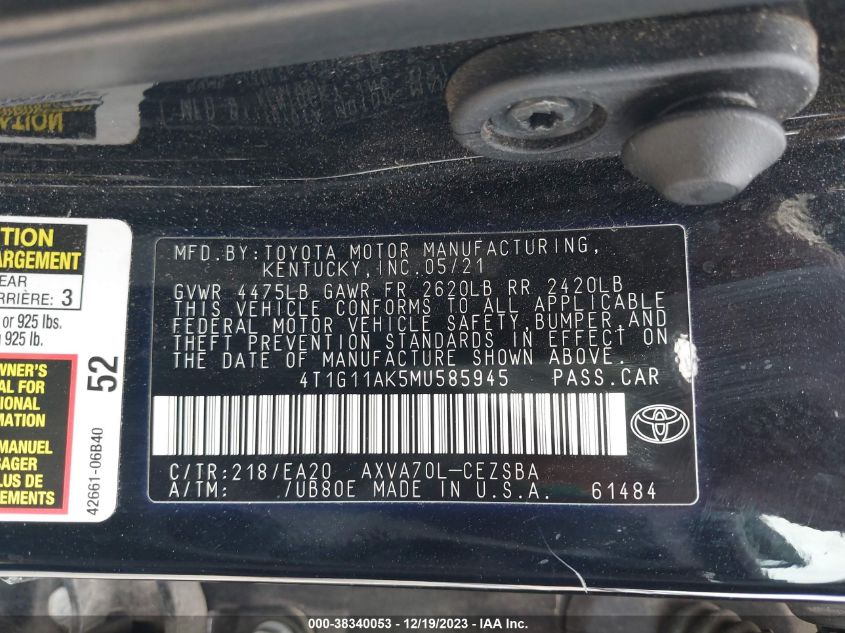 MFD. BY: TOYOTA MOTOR MANUFACTURING,
KENTUCKY, INC. 05/21
GVWR 4475LB GAWR FR 2620LB RR 2420LB
THIS VEHICLE CONFORMS TO ALL APPLICABLE
FEDERAL MOTOR VEHICLE SAFETY, BUMPER, AND
THEFT PREVENTION STANDARDS IN EFFECT ON
THE DATE OF MANUFACTURE SHOWN ABOVE.
4T1G11AK5MU585945 PASS.CAR
C/TR: 218/EA20 AXVA70L-CEZSBA
A/TM: /UB80E MADE IN U.S.A. 61484
TION
ARGEMENT
EAR
RRIÈRE: 3
or 925 lbs.
925 lb.
52
OWNER'S
AL FOR
TIONAL
RMATION
MANUEL
SAGER
LUS DE
EMENTS
42661-06B40
000-38340053 - 12/19/2023 - IAA Inc.